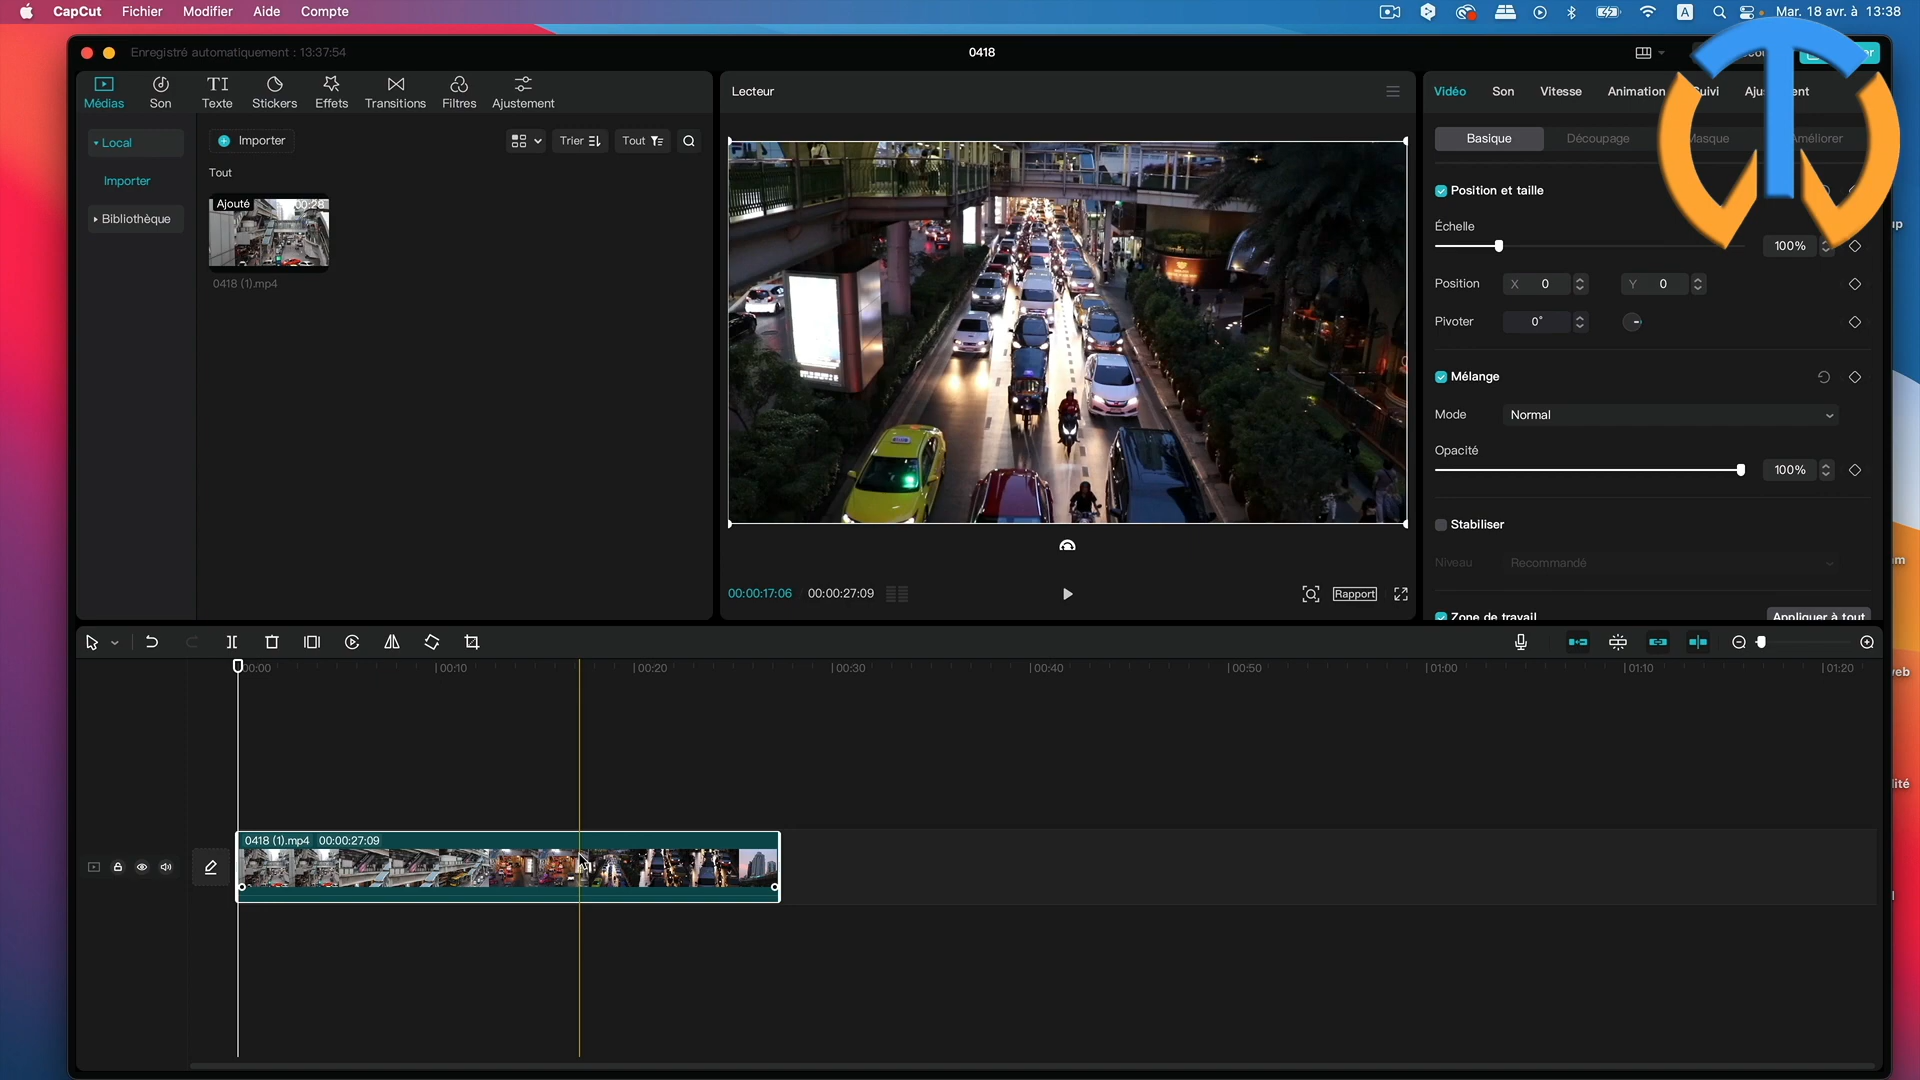 CapCut Fichier Modifier Aide Compte
A
Mar. 18 avr. à 13:38
Enregistré automatiquement : 13:37:54
0418
Médias Son Texte Stickers Effets Transitions Filtres Ajustement
Local
Importer
Bibliothèque
Importer
Trier
Tout
Tout
Ajouté 00:28
0418 (1).mp4
Lecteur
00:00:17:06 00:00:27:09
Rapport
Vidéo Son Vitesse Animation Suivi
Basique Découpage Masque Améliorer
Position et taille
Échelle
100%
Position X 0 Y 0
Pivoter 0°
Mélange
Mode Normal
Opacité
100%
Stabiliser
Niveau Recommandé
Zone de travail Appliquer à tout
00:00 00:10 00:20 00:30 00:40 00:50 01:00 01:10 01:20
0418 (1).mp4 00:00:27:09